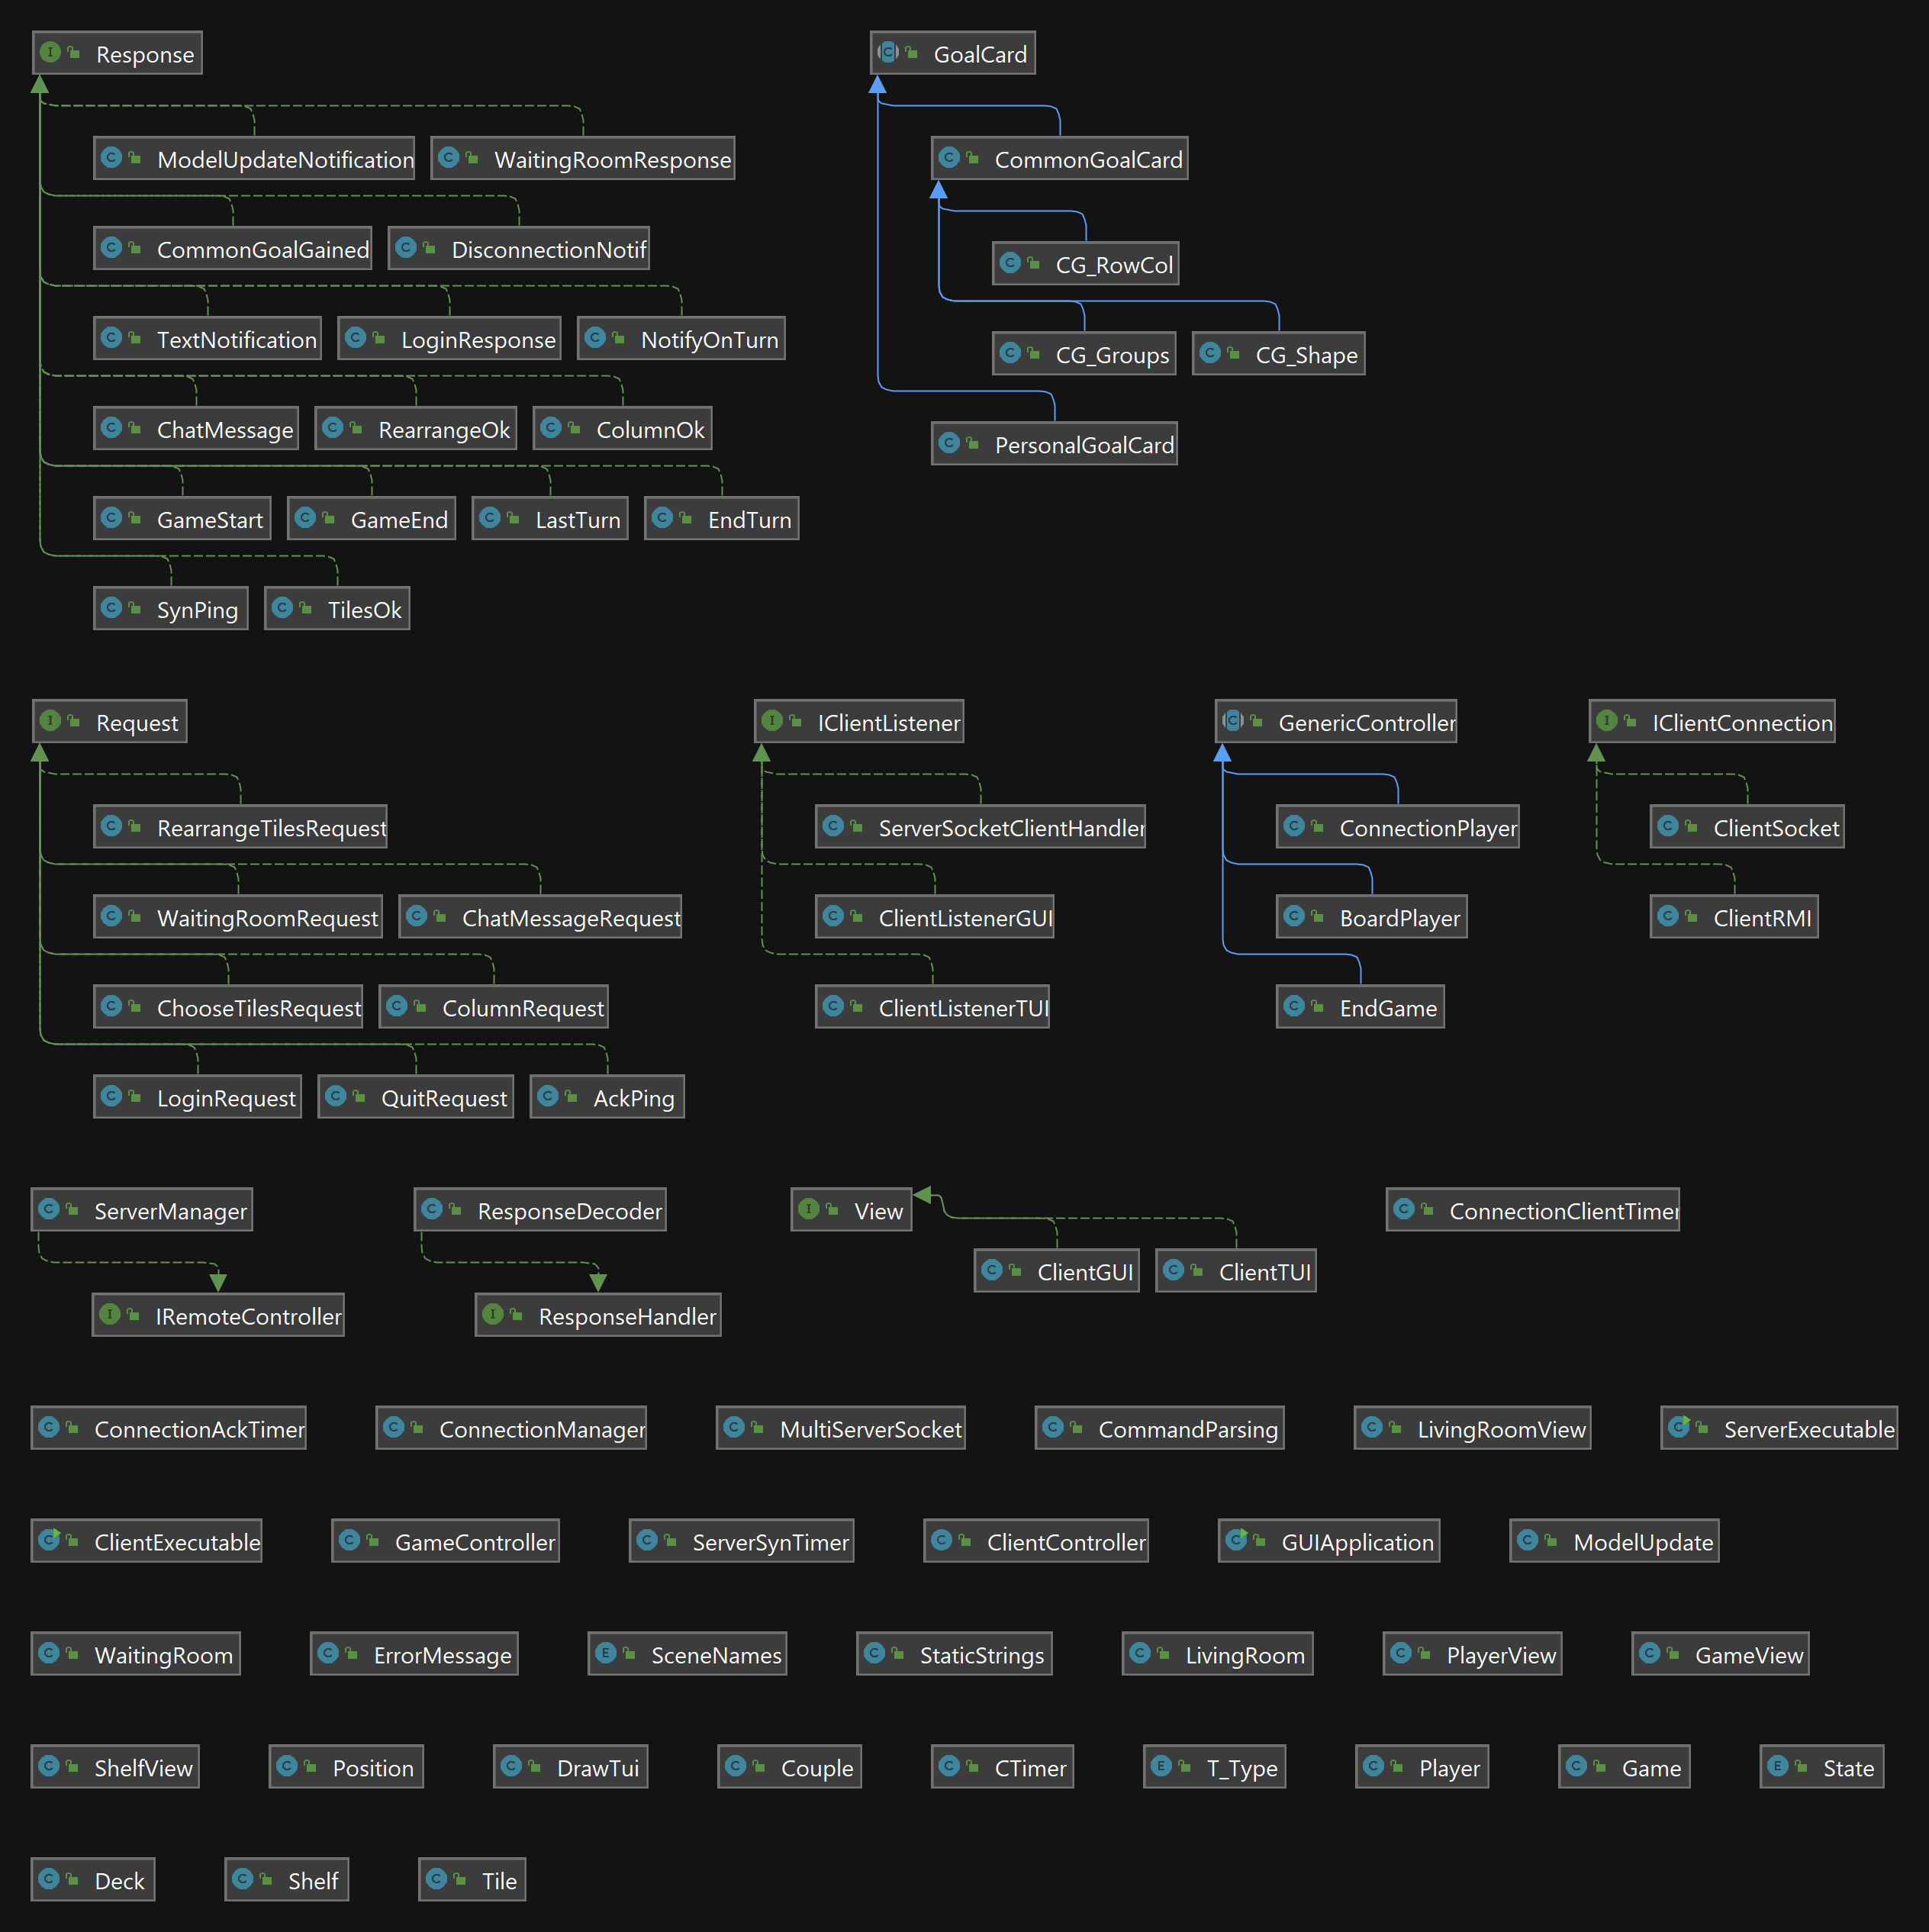 Response
GoalCard
ModelUpdateNotification
WaitingRoomResponse
CommonGoalCard
CommonGoalGained
DisconnectionNotif
CG_RowCol
TextNotification
LoginResponse
NotifyOnTurn
CG_Groups
CG_Shape
ChatMessage
RearrangeOk
ColumnOk
PersonalGoalCard
GameStart
GameEnd
LastTurn
EndTurn
SynPing
TilesOk
Request
IClientListener
GenericController
IClientConnection
RearrangeTilesRequest
ServerSocketClientHandler
ConnectionPlayer
ClientSocket
WaitingRoomRequest
ChatMessageRequest
ClientListenerGUI
BoardPlayer
ClientRMI
ChooseTilesRequest
ColumnRequest
ClientListenerTUI
EndGame
LoginRequest
QuitRequest
AckPing
ServerManager
ResponseDecoder
View
ConnectionClientTimer
ClientGUI
ClientTUI
IRemoteController
ResponseHandler
ConnectionAckTimer
ConnectionManager
MultiServerSocket
CommandParsing
LivingRoomView
ServerExecutable
ClientExecutable
GameController
ServerSynTimer
ClientController
GUIApplication
ModelUpdate
WaitingRoom
ErrorMessage
SceneNames
StaticStrings
LivingRoom
PlayerView
GameView
ShelfView
Position
DrawTui
Couple
CTimer
T_Type
Player
Game
State
Deck
Shelf
Tile